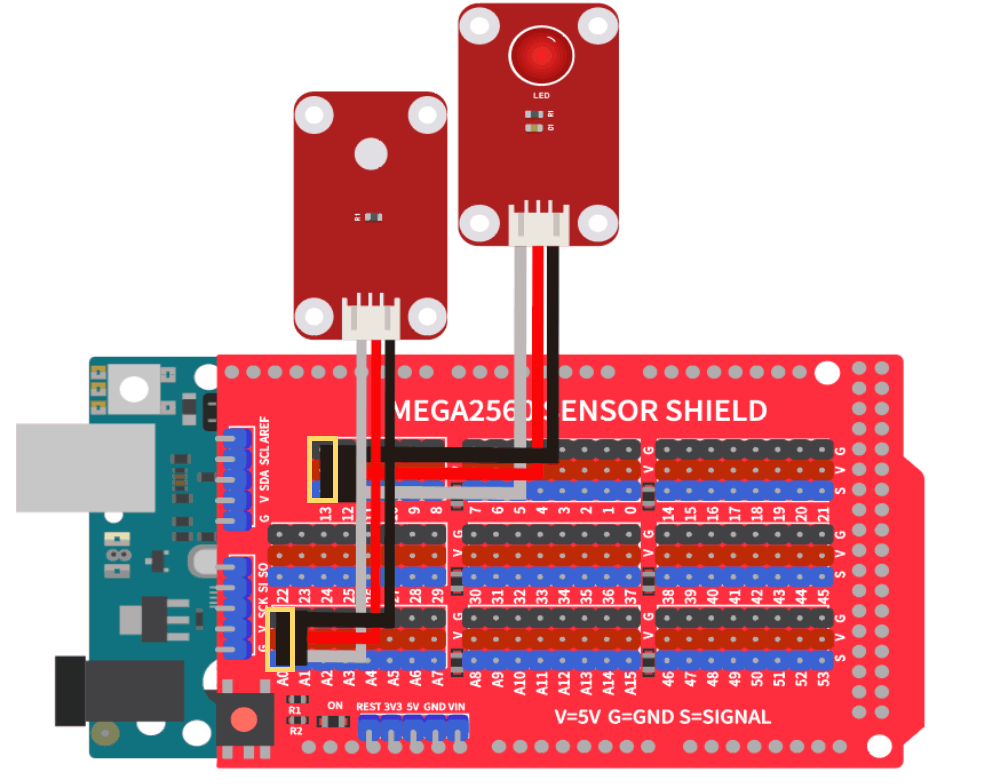 LED
R1
R1
MEGA2560 SENSOR SHIELD
G V SDA SCL AREF
G V S
G V S
13 12 11 10 9 8 7 6 5 4 3 2 1 0 14 15 16 17 18 19 20 21
G V SCK SI SO
G V
G V
G V S
22 23 24 25 26 27 28 29 30 31 32 33 34 35 36 37 38 39 40 41 42 43 44 45
G V
G V
G V S
A0 A1 A2 A3 A4 A5 A6 A7 A8 A9 A10 A11 A12 A13 A14 A15 46 47 48 49 50 51 52 53
R1
R2
ON
REST 3V3 5V GND VIN
V=5V G=GND S=SIGNAL